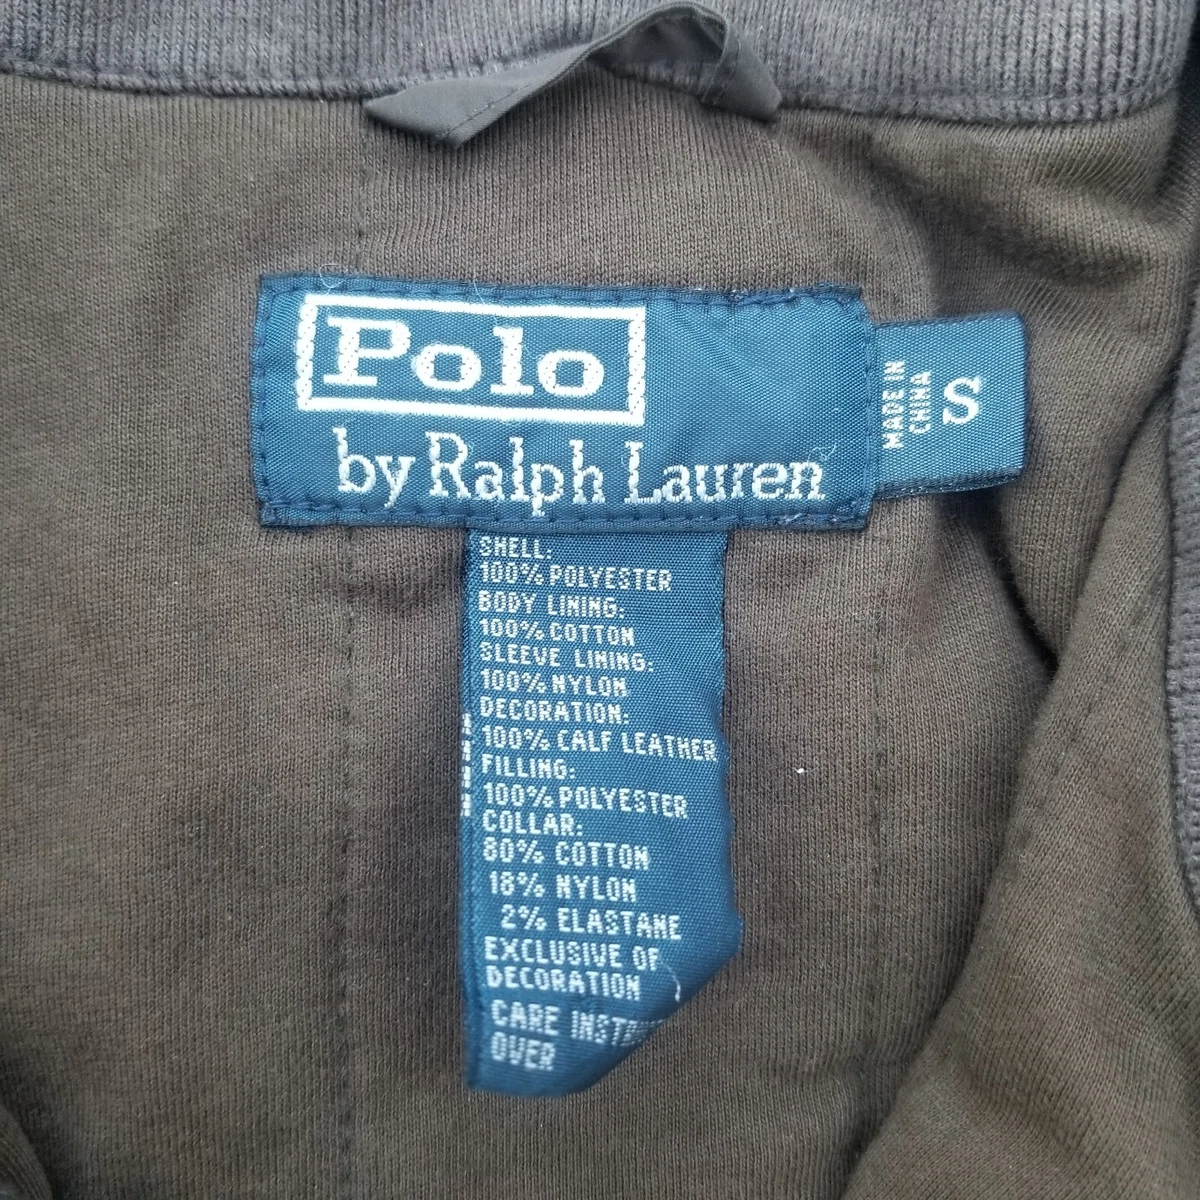 Polo
by Ralph Lauren
MADE IN
CHINA
S
SHELL:
100% POLYESTER
BODY LINING:
100% COTTON
SLEEVE LINING:
100% NYLON
DECORATION:
100% CALF LEATHER
FILLING:
100% POLYESTER
COLLAR:
80% COTTON
18% NYLON
2% ELASTANE
EXCLUSIVE OF
DECORATION
CARE
OVER